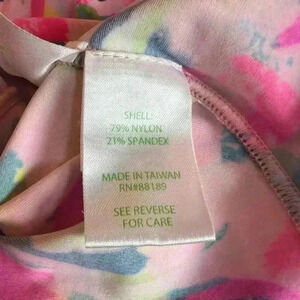 SHELL:
79% NYLON
21% SPANDEX
MADE IN TAIWAN
RN#88189
SEE REVERSE
FOR CARE